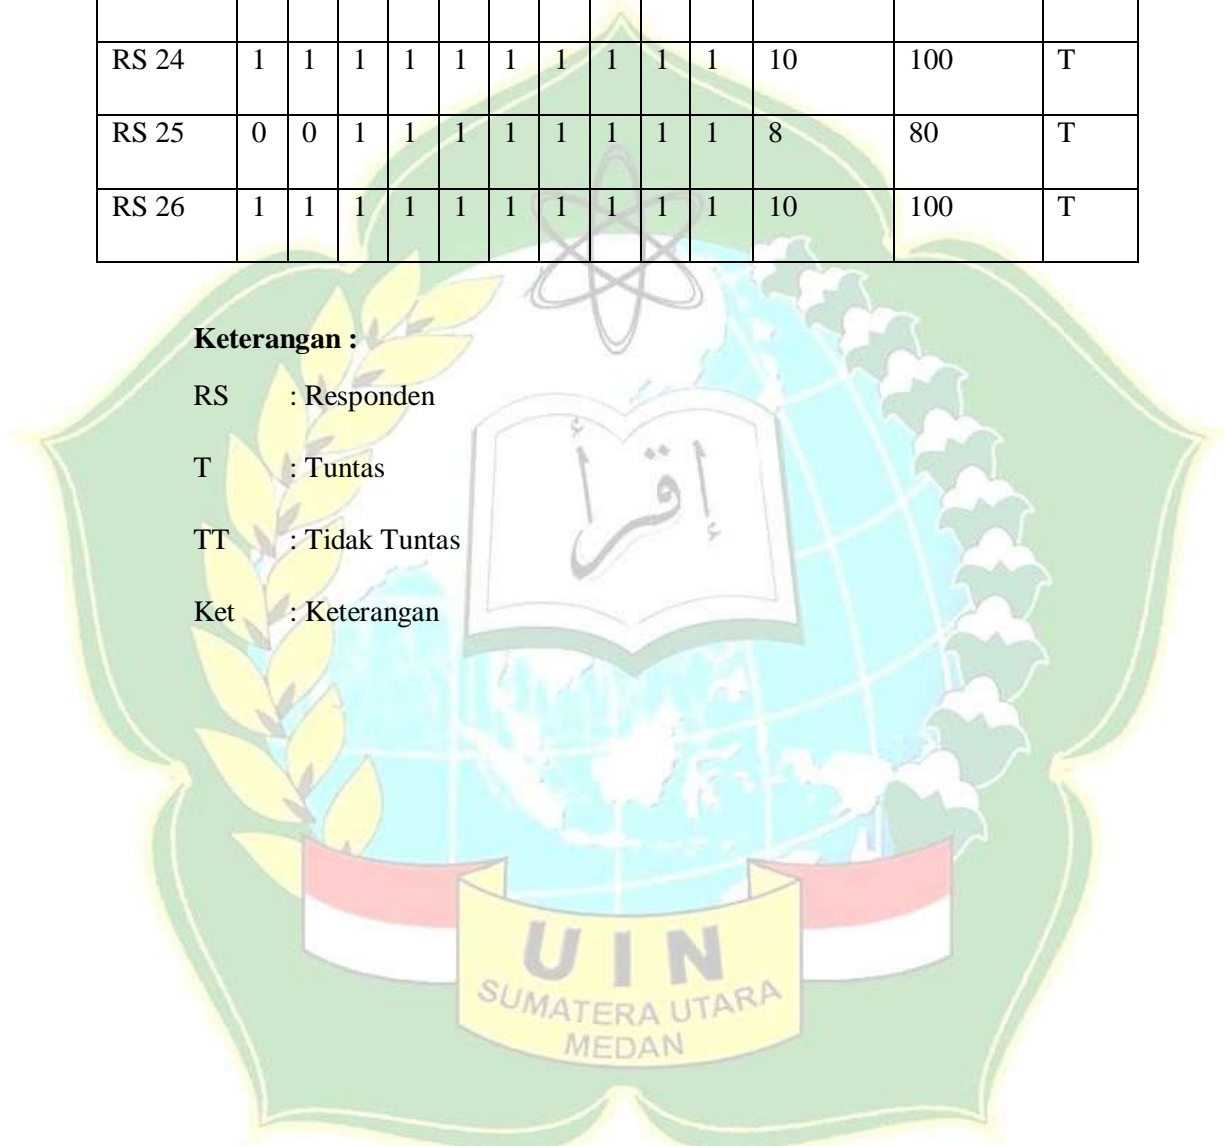 RS 24 1 1 1 1 1 1 1 1 1 1 10 100 T
RS 25 0 0 1 1 1 1 1 1 1 1 8 80 T
RS 26 1 1 1 1 1 1 1 1 1 1 10 100 T
Keterangan :
RS : Responden
T : Tuntas
TT : Tidak Tuntas
Ket : Keterangan
إقرأ
UIN
SUMATERA UTARA
MEDAN